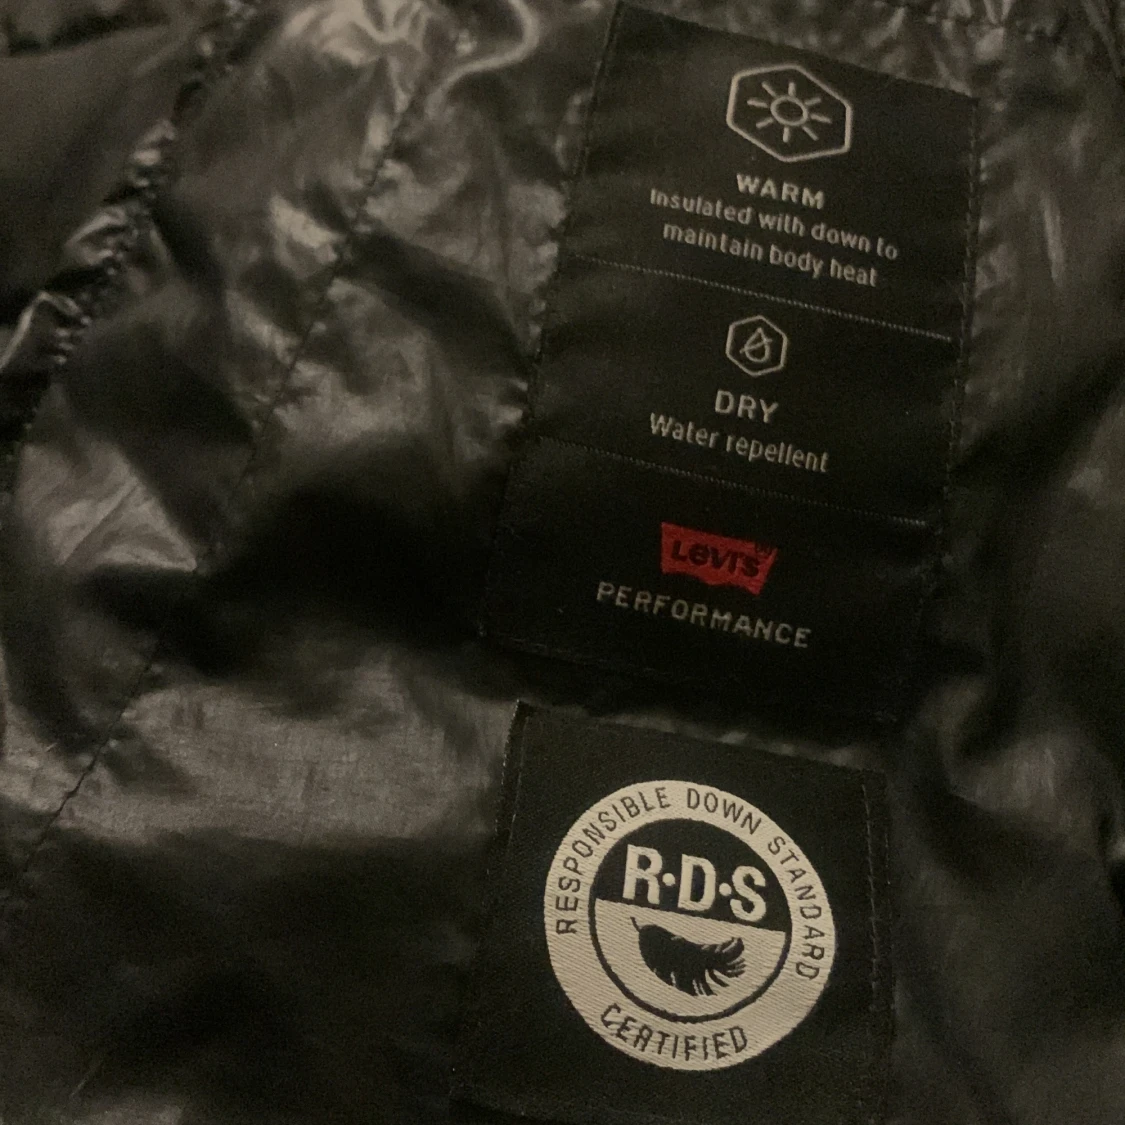 WARM
Insulated with down to
maintain body heat
DRY
Water repellent
Levi's
PERFORMANCE
RESPONSIBLE DOWN STANDARD
R·D·S
CERTIFIED